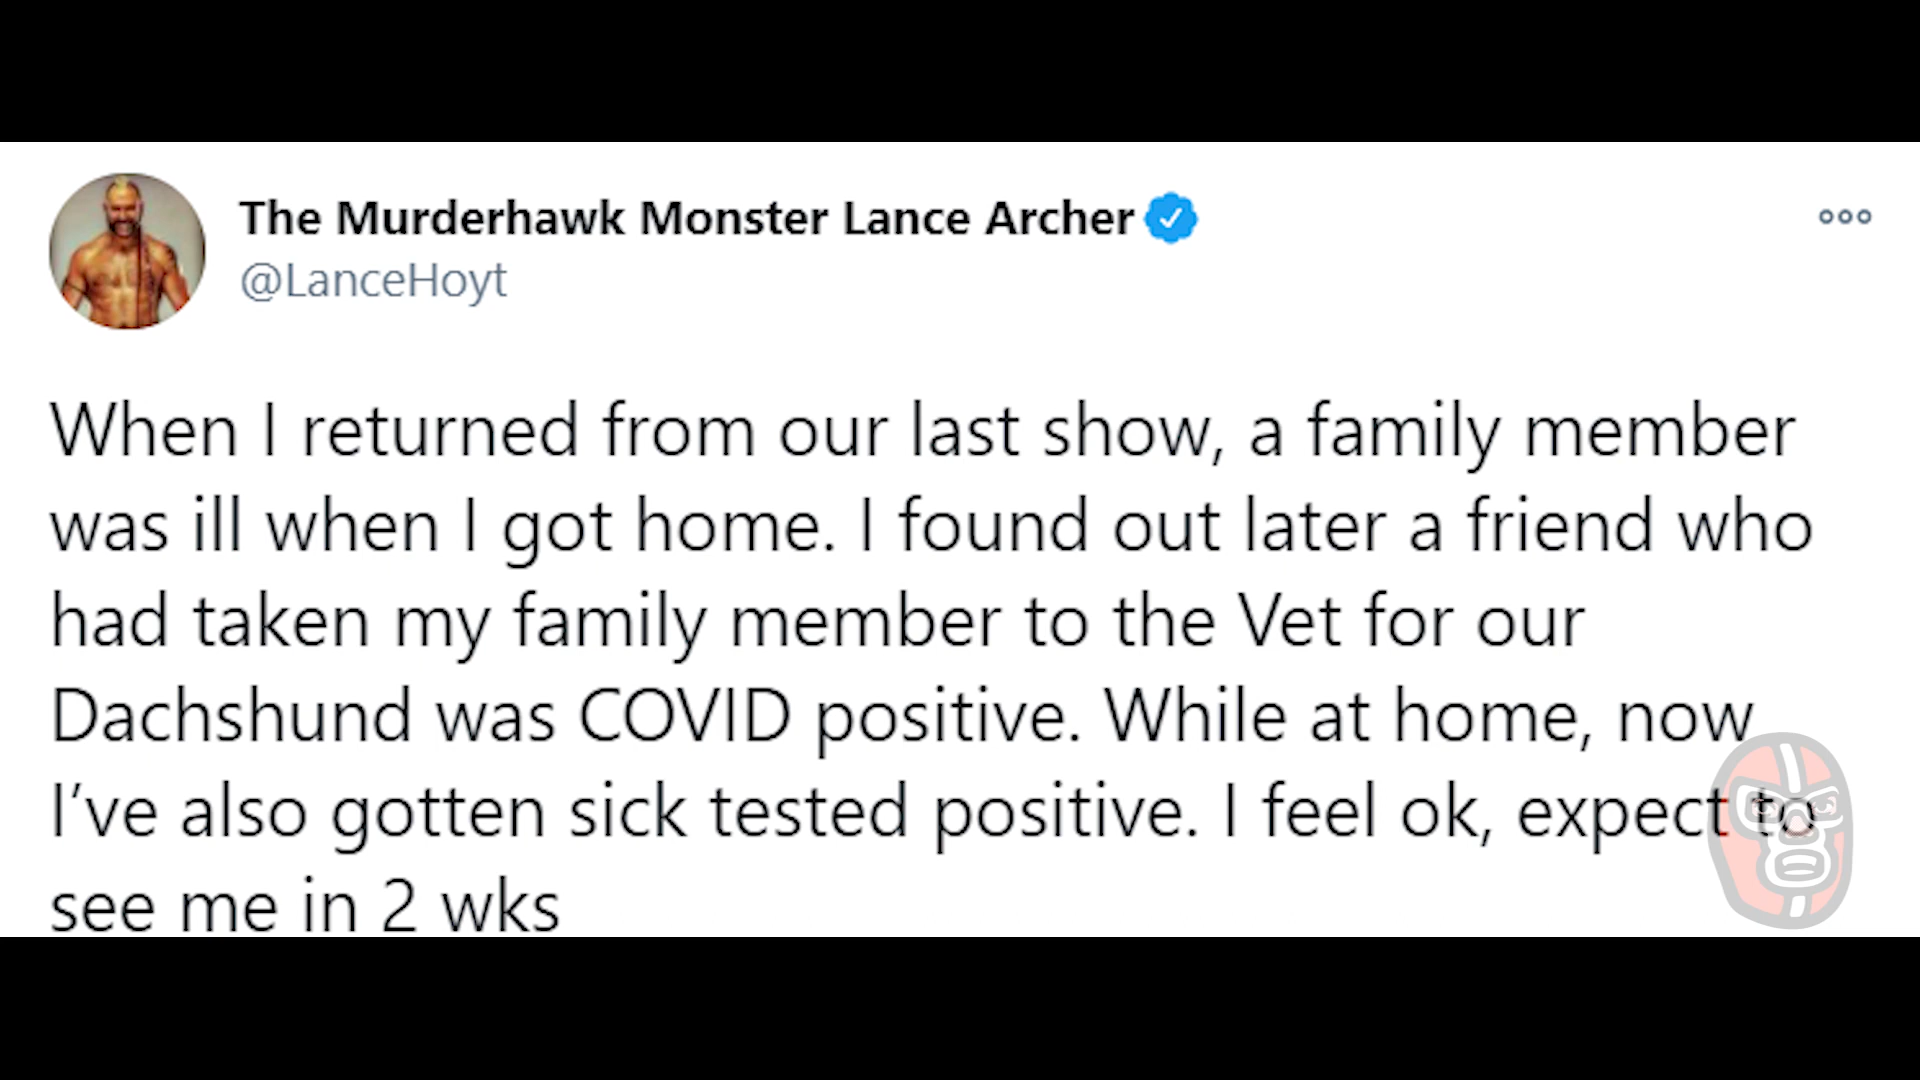 The Murderhawk Monster Lance Archer
@LanceHoyt
When I returned from our last show, a family member
was ill when I got home. I found out later a friend who
had taken my family member to the Vet for our
Dachshund was COVID positive. While at home, now
I’ve also gotten sick tested positive. I feel ok, expect to
see me in 2 wks